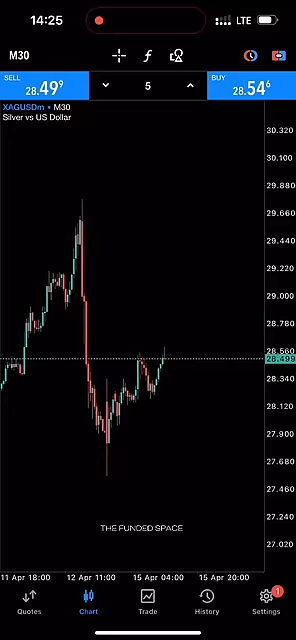 14:25
LTE
M30
SELL
28.49⁹
5
BUY
28.54⁶
XAGUSDm • M30
Silver vs US Dollar
30.320
30.100
29.880
29.660
29.440
29.220
29.000
28.780
28.560
28.499
28.340
28.120
27.900
27.680
27.460
27.240
27.020
THE FUNDED SPACE
11 Apr 18:00
12 Apr 11:00
15 Apr 04:00
15 Apr 20:00
1
Quotes
Chart
Trade
History
Settings